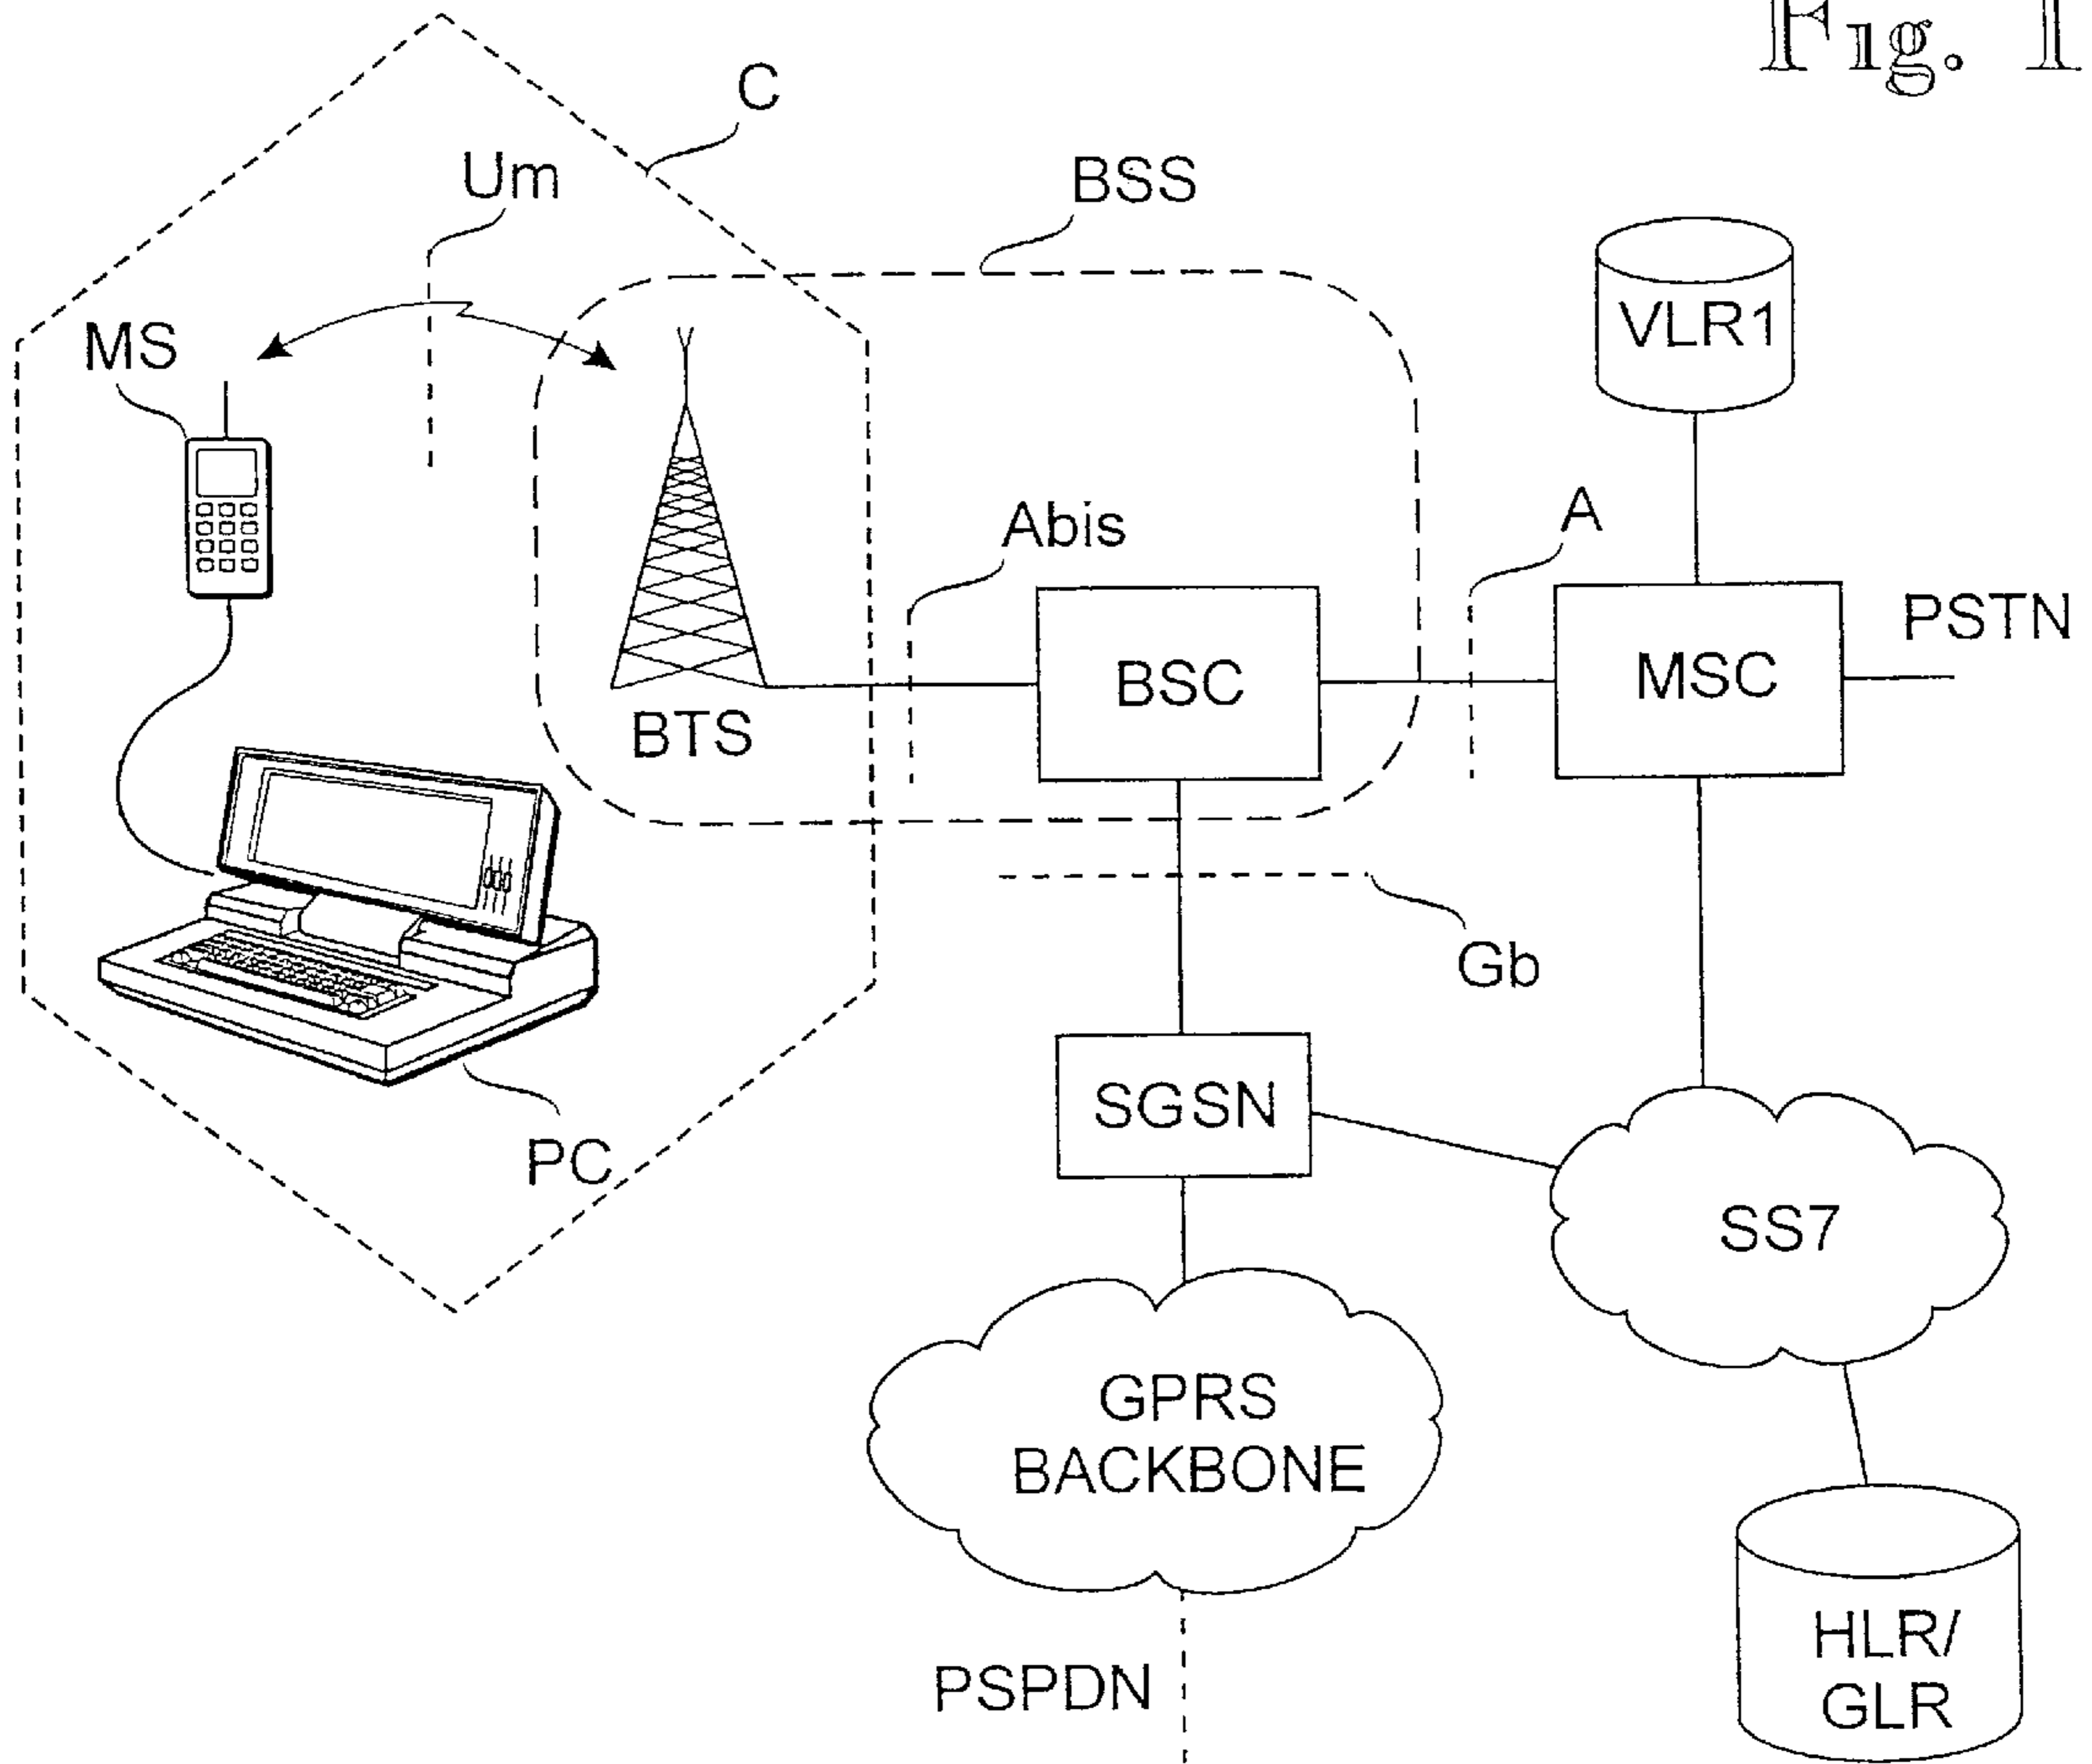 Fig. 1
C
Um
BSS
MS
VLR1
Abis
A
PSTN
BSC
MSC
BTS
Gb
SGSN
PC
SS7
GPRS
BACKBONE
HLR/
GLR
PSPDN